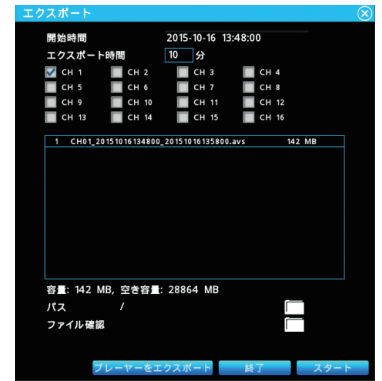 エクスポート
開始時間 2015-10-16 13:48:00
エクスポート時間 10 分
CH 1 CH 2 CH 3 CH 4
CH 5 CH 6 CH 7 CH 8
CH 9 CH 10 CH 11 CH 12
CH 13 CH 14 CH 15 CH 16
1 CH01_20151016134800_20151016135800.avs 142 MB
容量: 142 MB, 空き容量: 28864 MB
パス /
ファイル確認
プレーヤーをエクスポート 終了 スタート